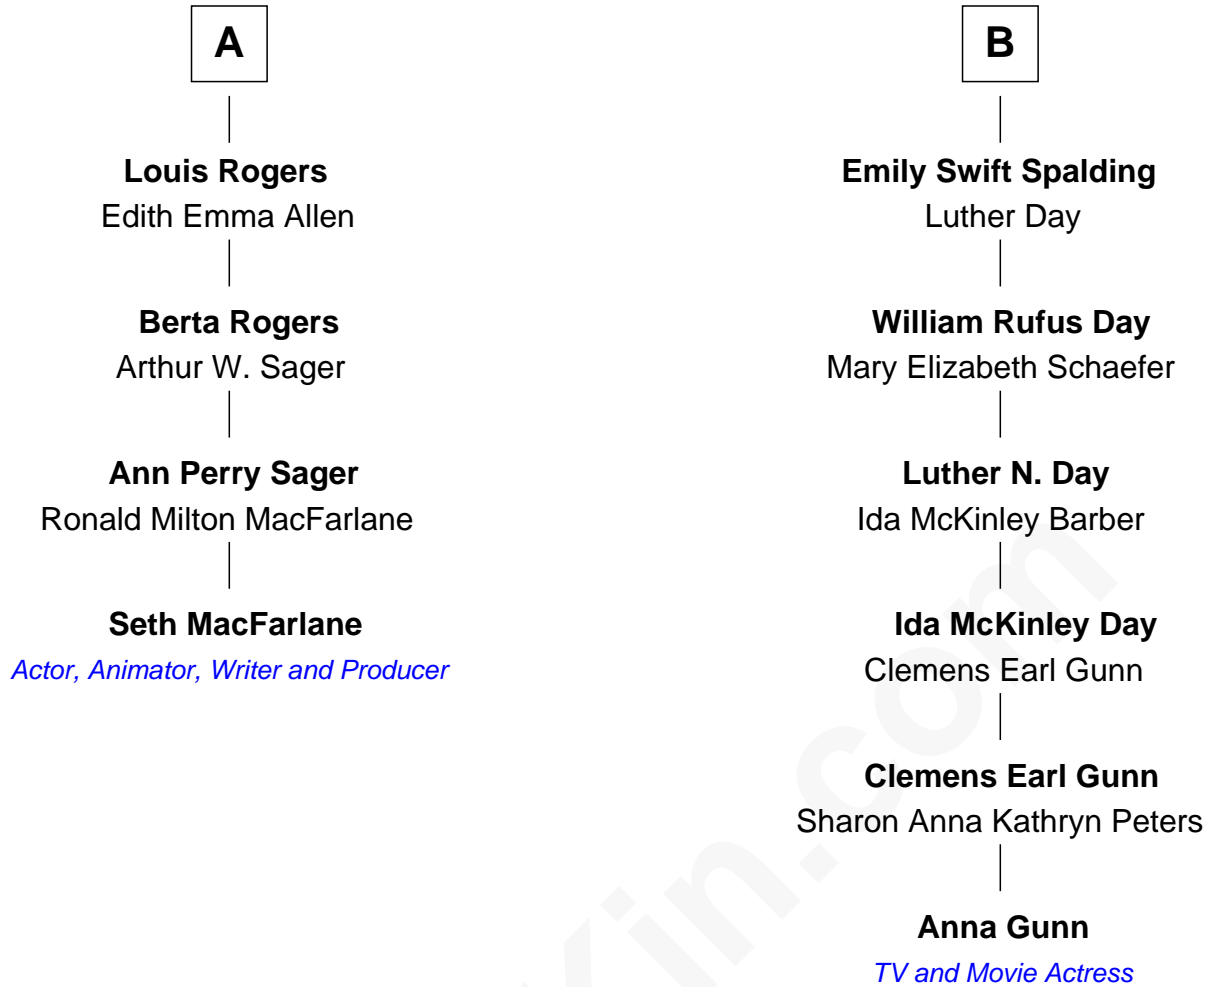 A
Louis Rogers
Edith Emma Allen
Berta Rogers
Arthur W. Sager
Ann Perry Sager
Ronald Milton MacFarlane
Seth MacFarlane
Actor, Animator, Writer and Producer
B
Emily Swift Spalding
Luther Day
William Rufus Day
Mary Elizabeth Schaefer
Luther N. Day
Ida McKinley Barber
Ida McKinley Day
Clemens Earl Gunn
Clemens Earl Gunn
Sharon Anna Kathryn Peters
Anna Gunn
TV and Movie Actress
Kin.com